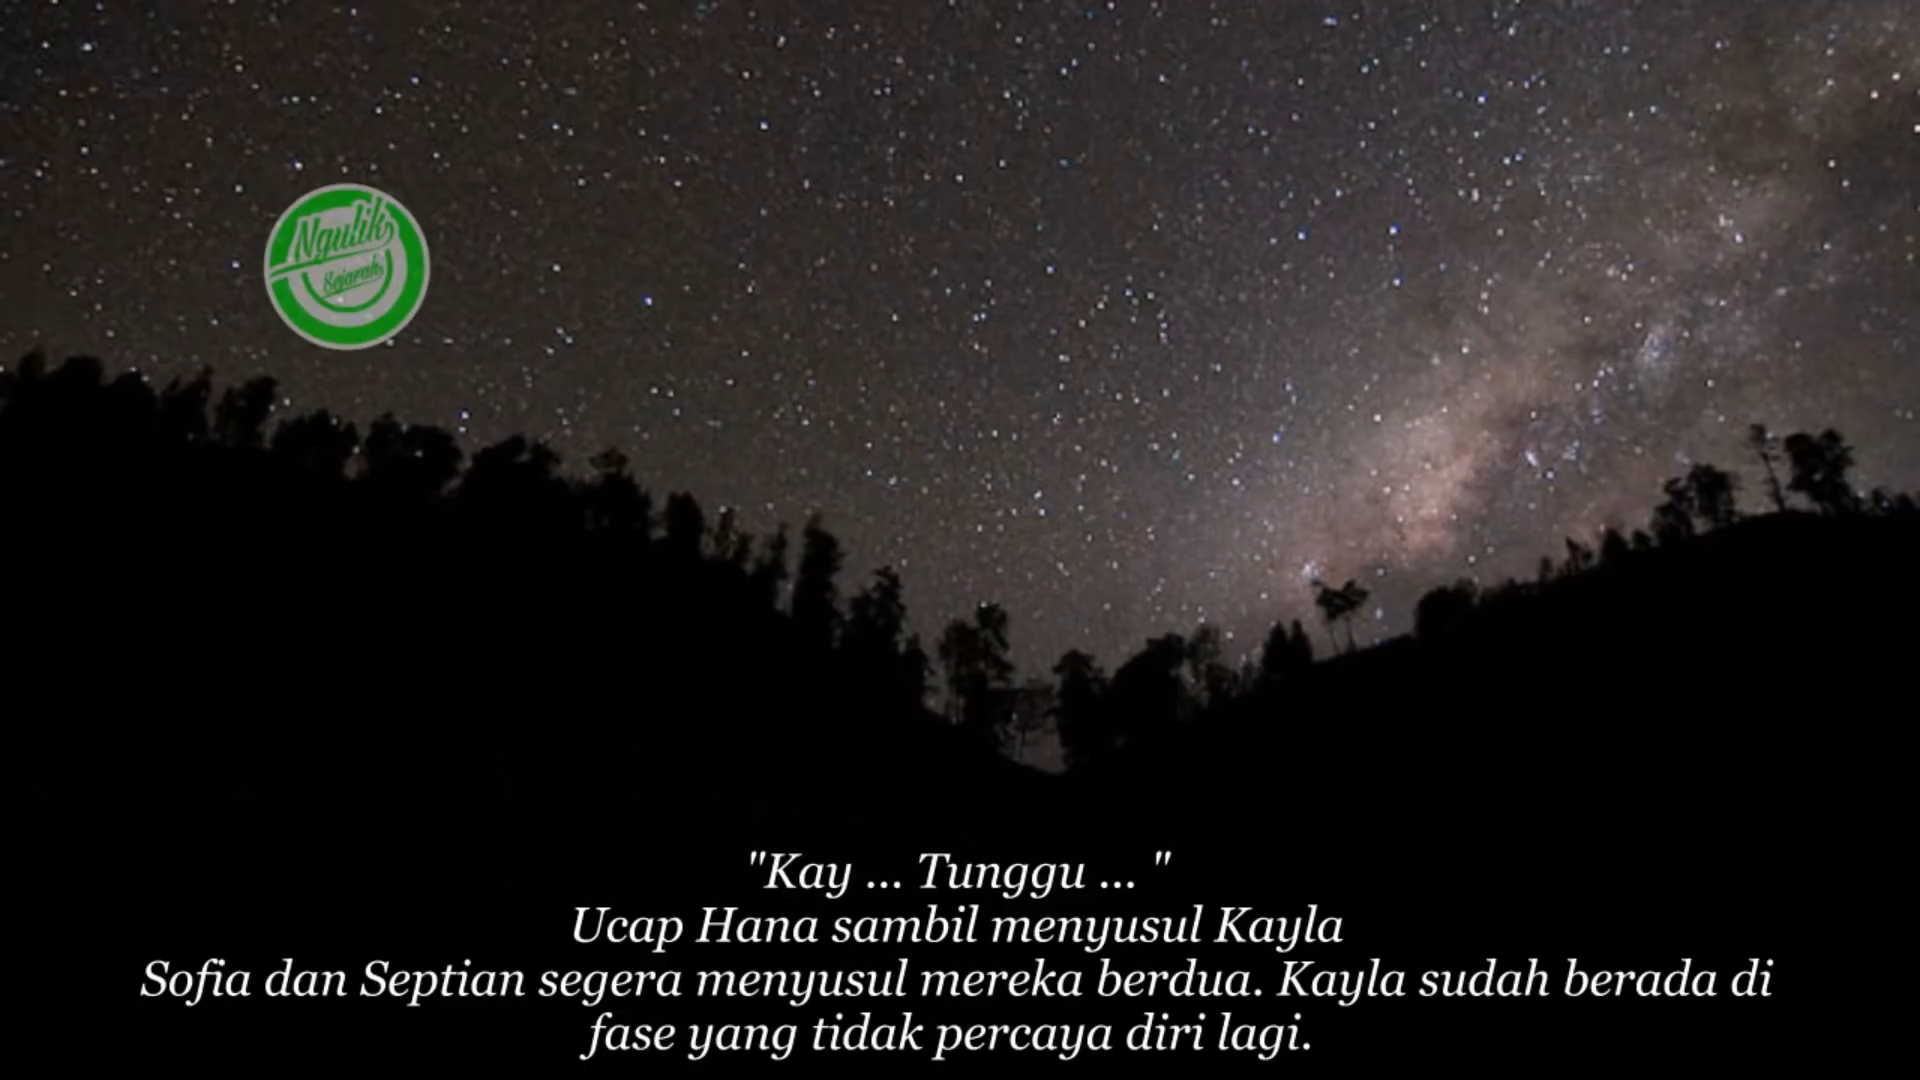 Ngulik
Sejarah
"Kay ... Tunggu ... "
Ucap Hana sambil menyusul Kayla
Sofia dan Septian segera menyusul mereka berdua. Kayla sudah berada di
fase yang tidak percaya diri lagi.